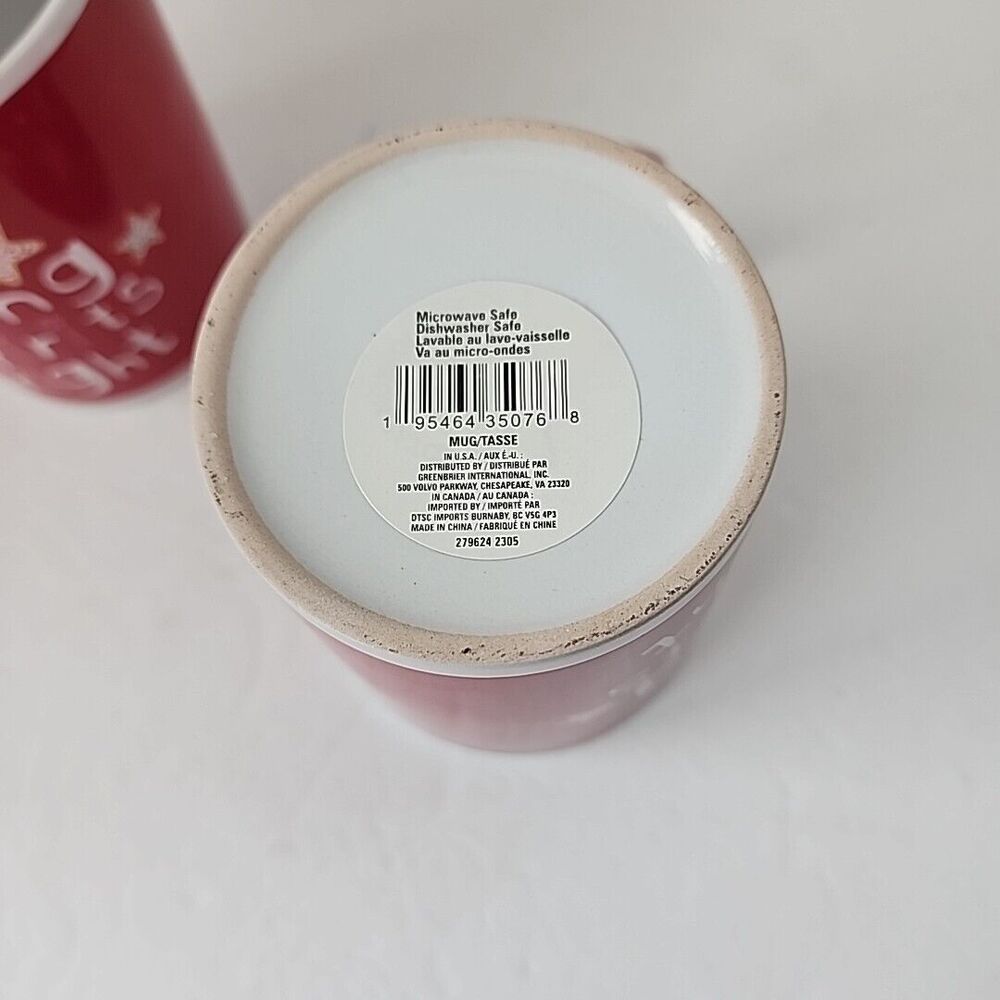 Microwave Safe
Dishwasher Safe
Lavable au lave-vaisselle
Va au micro-ondes
1 95464 35076 8
MUG/TASSE
IN U.S.A. / AUX É.-U. :
DISTRIBUTED BY / DISTRIBUÉ PAR
GREENBRIER INTERNATIONAL, INC.
500 VOLVO PARKWAY, CHESAPEAKE, VA 23320
IN CANADA / AU CANADA :
IMPORTED BY / IMPORTÉ PAR
DTSC IMPORTS BURNABY, BC V5G 4P3
MADE IN CHINA / FABRIQUÉ EN CHINE
279624 2305